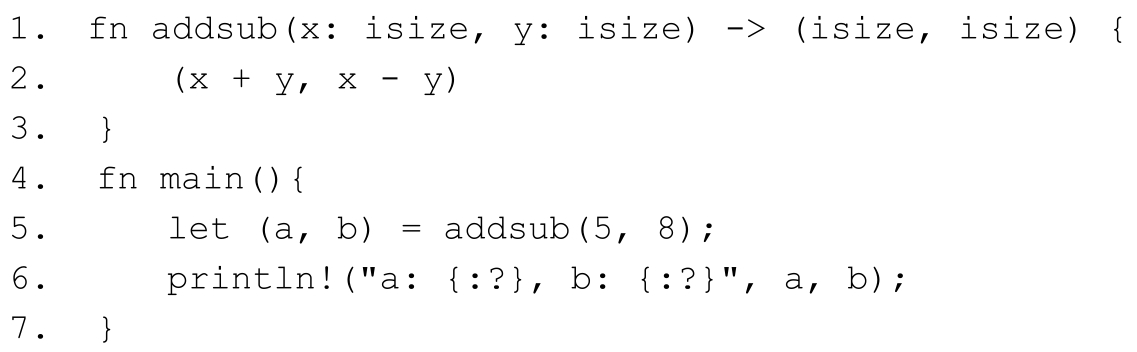 1.  fn addsub(x: isize, y: isize) -> (isize, isize) {
2.      (x + y, x - y)
3.  }
4.  fn main(){
5.      let (a, b) = addsub(5, 8);
6.      println!("a: {:?}, b: {:?}", a, b);
7.  }